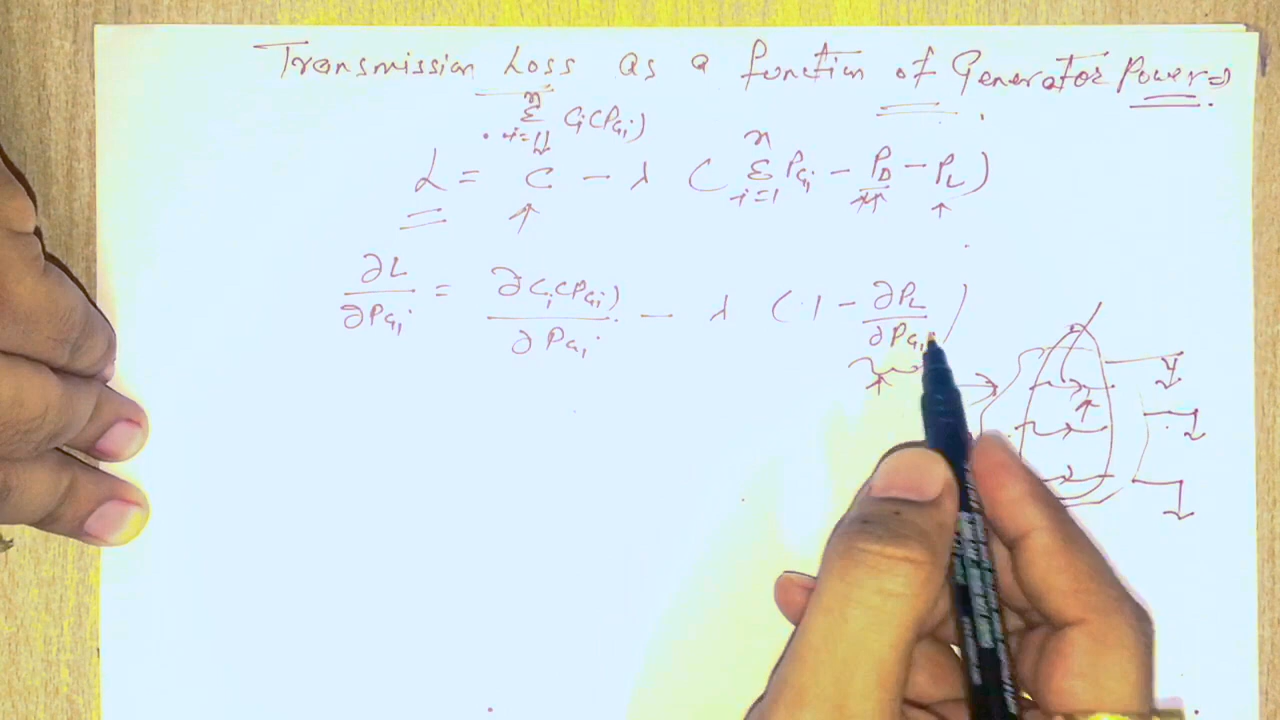 Transmission Loss as a function of Generator Power⇒
n
Σ Ci(PGi)
i=1
n
L = C - λ ( Σ PGi - PD - PL )
i=1
∂L/∂PGi = ∂Ci(PGi)/∂PGi - λ ( 1 - ∂PL/∂PGi )